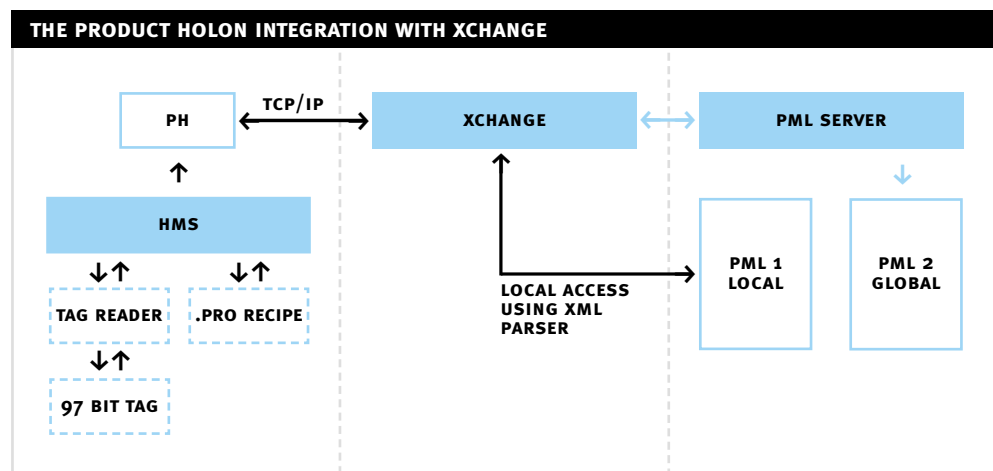 THE PRODUCT HOLON INTEGRATION WITH XCHANGE
PH
TCP/IP
XCHANGE
PML SERVER
HMS
TAG READER
.PRO RECIPE
97 BIT TAG
LOCAL ACCESS
USING XML
PARSER
PML 1
LOCAL
PML 2
GLOBAL